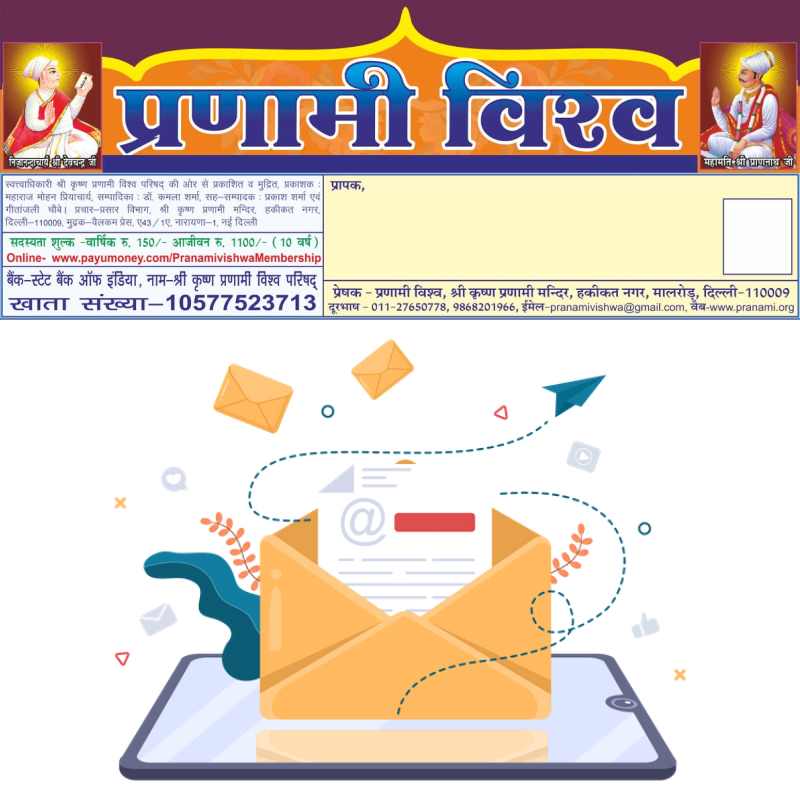 प्रणामी विश्व
निजानन्दाचार्य श्री देवचन्द्र जी
महामति श्री प्राणनाथ जी
स्वत्वाधिकारी श्री कृष्ण प्रणामी विश्व परिषद् की ओर से प्रकाशित व मुद्रित, प्रकाशक :
महाराज मोहन प्रियाचार्य, सम्पादिका : डॉ. कमला शर्मा, सह-सम्पादक : प्रकाश शर्मा एवं
गीतांजली चौबे। प्रचार-प्रसार विभाग, श्री कृष्ण प्रणामी मन्दिर, हकीकत नगर,
दिल्ली-110009, मुद्रक-वैलकम प्रेस, ए43/1ए, नारायणा-1, नई दिल्ली
सदस्यता शुल्क -वार्षिक रु. 150/- आजीवन रु. 1100/- ( 10 वर्ष )
Online- www.payumoney.com/PranamivishwaMembership
बैंक-स्टेट बैंक ऑफ इंडिया, नाम-श्री कृष्ण प्रणामी विश्व परिषद्
खाता संख्या-10577523713
प्रापक,
प्रेषक - प्रणामी विश्व, श्री कृष्ण प्रणामी मन्दिर, हकीकत नगर, मालरोड़, दिल्ली-110009
दूरभाष - 011-27650778, 9868201966, ईमेल-pranamivishwa@gmail.com, वेब-www.pranami.org
@